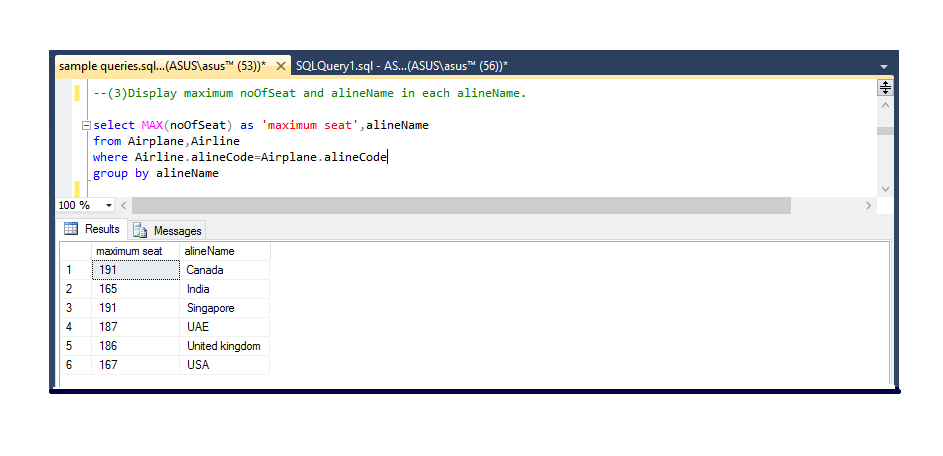 sample queries.sql...(ASUS\asus™ (53))* SQLQuery1.sql - AS...(ASUS\asus™ (56))*
--(3)Display maximum noOfSeat and alineName in each alineName.
select MAX(noOfSeat) as 'maximum seat',alineName
from Airplane,Airline
where Airline.alineCode=Airplane.alineCode
group by alineName
100 %
Results Messages
maximum seat alineName
1 191 Canada
2 165 India
3 191 Singapore
4 187 UAE
5 186 United kingdom
6 167 USA